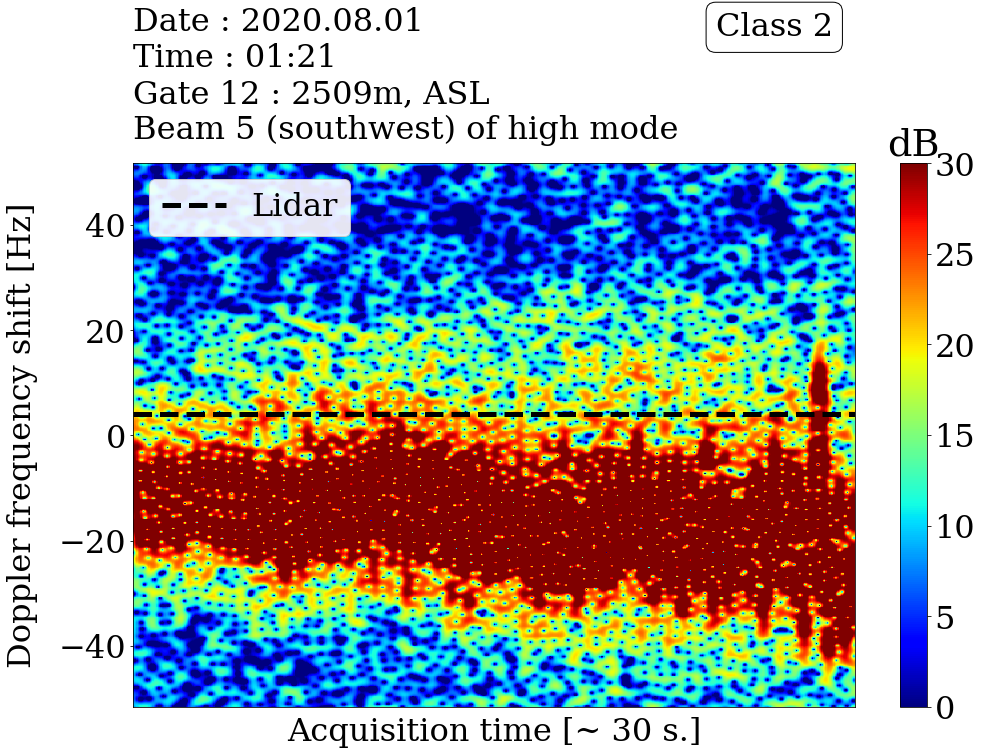 Date : 2020.08.01
Time : 01:21
Gate 12 : 2509m, ASL
Beam 5 (southwest) of high mode
Class 2
dB
Lidar
Doppler frequency shift [Hz]
40
20
0
−20
−40
30
25
20
15
10
5
0
Acquisition time [~ 30 s.]